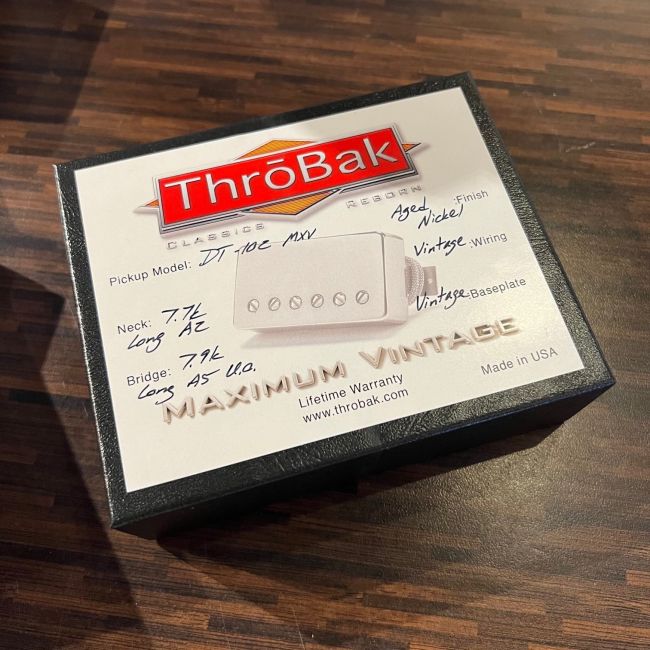 ThrōBak
CLASSICS REBORN
Pickup Model: DT-102 MXV
Aged Nickel :Finish
Vintage :Wiring
Vintage :Baseplate
Neck: 7.7k
Long A2
Bridge: 7.9k
Long A5 U.O.
MAXIMUM VINTAGE
Lifetime Warranty
www.throbak.com
Made in USA